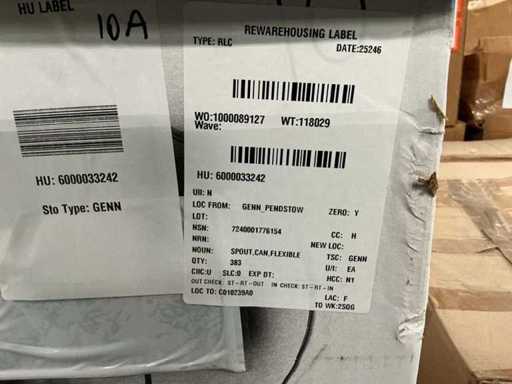 HU LABEL
10A
HU: 6000033242
Sto Type: GENN
REWAREHOUSING LABEL
TYPE: RLC DATE:25246
WO:1000089127 WT:118029
Wave:
HU: 6000033242
UII: N
LOC FROM: GENN_PENDSTOW ZERO: Y
LOT:
NSN: 7240001776154 CC: H
NRN: NEW LOC:
NOUN: SPOUT,CAN,FLEXIBLE TSC: GENN
QTY: 383 U/I: EA
CIIC:U SLC:0 EXP DT: HCC: N1
OUT CHECK: ST-RT-OUT IN CHECK: ST-RT-IN
LOC TO: C010239A0 LAC: F
TO WK:2SOG